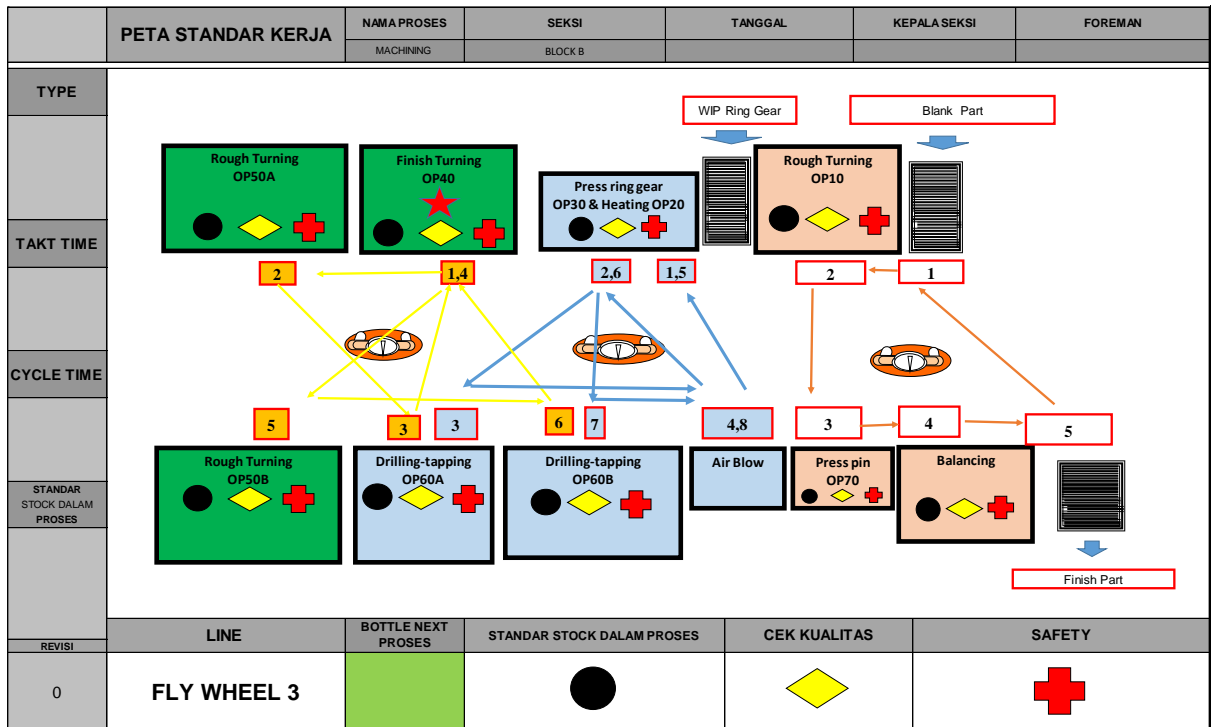 PETA STANDAR KERJA
NAMA PROSES
SEKSI
TANGGAL
KEPALA SEKSI
FOREMAN
MACHINING
BLOCK B
TYPE
TAKT TIME
CYCLE TIME
STANDAR
STOCK DALAM
PROSES
REVISI
0
WIP Ring Gear
Blank Part
Rough Turning
OP50A
Finish Turning
OP40
Press ring gear
OP30 & Heating OP20
Rough Turning
OP10
2
1,4
2,6
1,5
2
1
5
3
3
6
7
4,8
3
4
5
Rough Turning
OP50B
Drilling-tapping
OP60A
Drilling-tapping
OP60B
Air Blow
Press pin
OP70
Balancing
Finish Part
LINE
BOTTLE NEXT
PROSES
STANDAR STOCK DALAM PROSES
CEK KUALITAS
SAFETY
FLY WHEEL 3